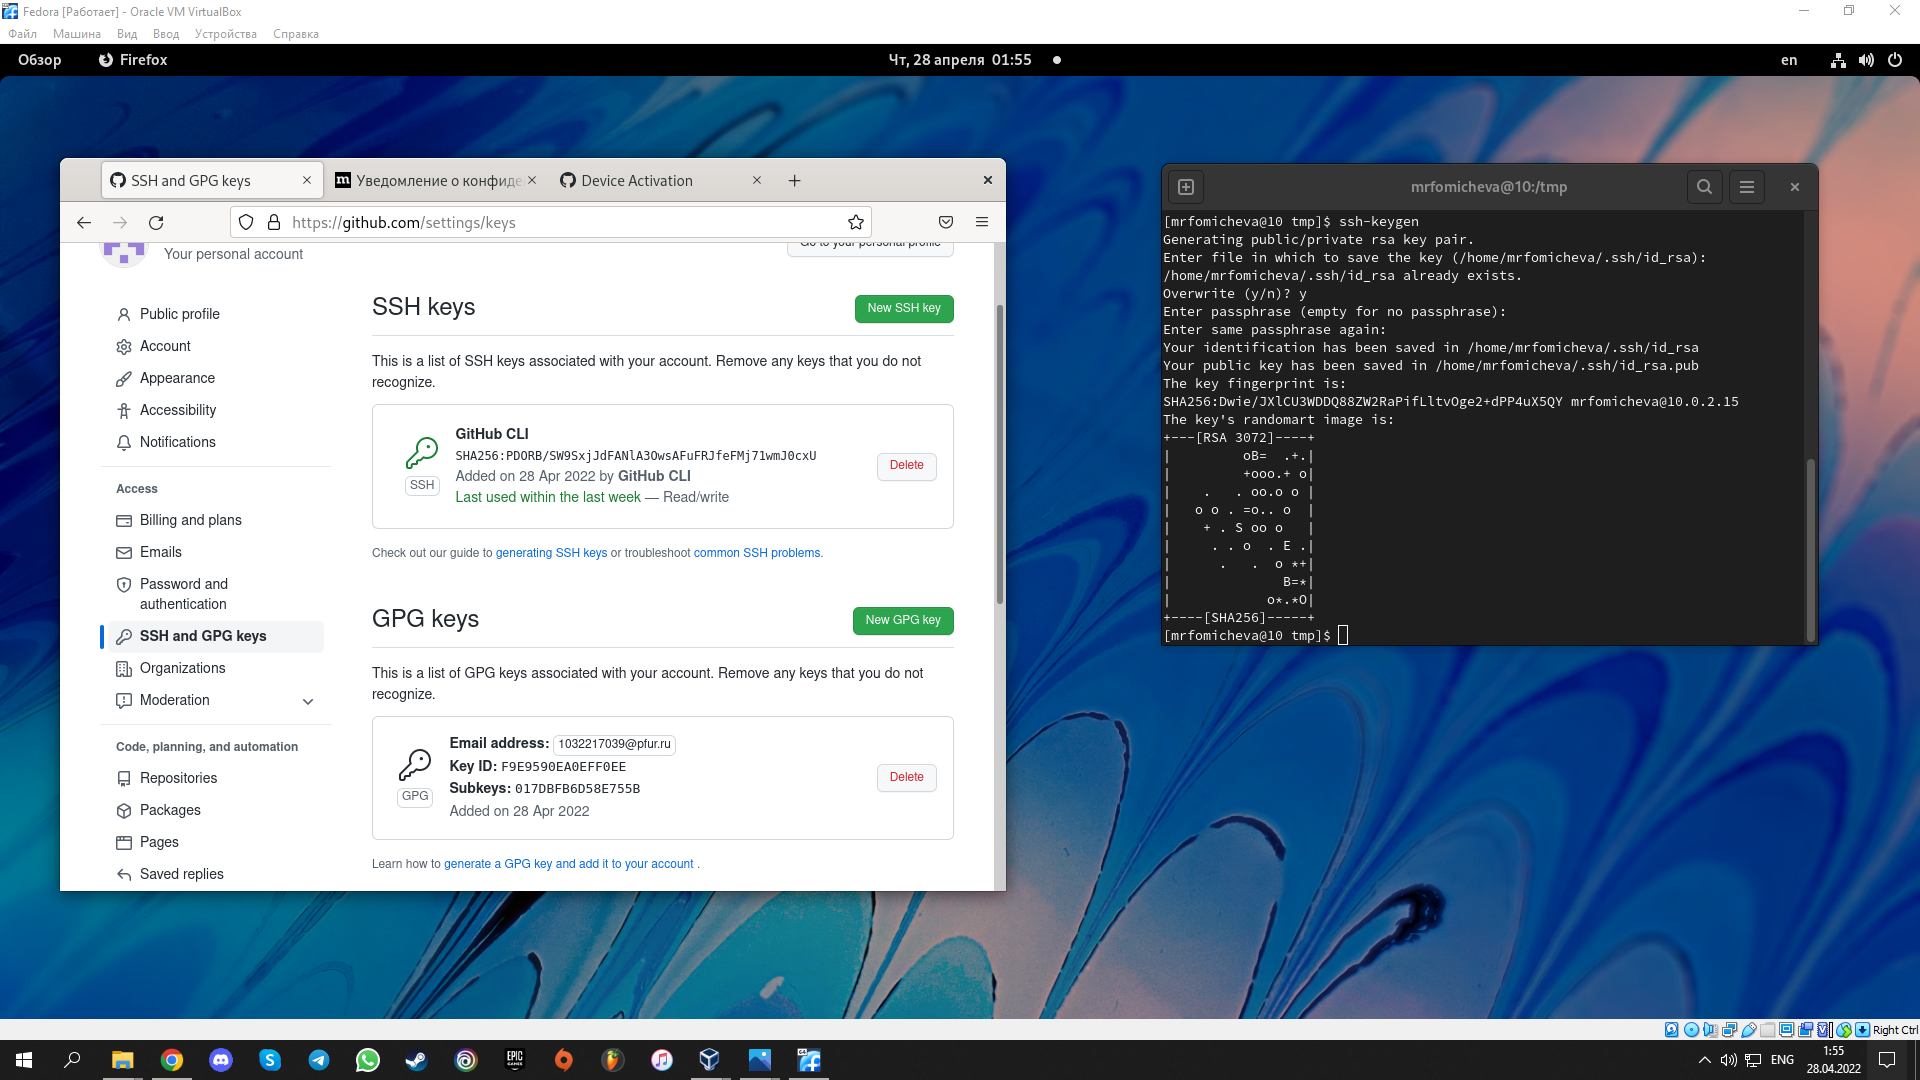 Fedora [Работает] - Oracle VM VirtualBox
Файл Машина Вид Ввод Устройства Справка
Обзор Firefox Чт, 28 апреля 01:55 en
SSH and GPG keys Уведомление о конфиде Device Activation
https://github.com/settings/keys
Your personal account Go to your personal profile
Public profile
Account
Appearance
Accessibility
Notifications
Access
Billing and plans
Emails
Password and
authentication
SSH and GPG keys
Organizations
Moderation
Code, planning, and automation
Repositories
Packages
Pages
Saved replies
SSH keys New SSH key
This is a list of SSH keys associated with your account. Remove any keys that you do not
recognize.
GitHub CLI
SHA256:PDORB/SW9SxjJdFANlA3OwsAFuFRJfeFMj71wmJ0cxU
Added on 28 Apr 2022 by GitHub CLI
Last used within the last week — Read/write
SSH
Delete
Check out our guide to generating SSH keys or troubleshoot common SSH problems.
GPG keys New GPG key
This is a list of GPG keys associated with your account. Remove any keys that you do not
recognize.
Email address: 1032217039@pfur.ru
Key ID: F9E9590EA0EFF0EE
Subkeys: 017DBFB6D58E755B
Added on 28 Apr 2022
GPG
Delete
Learn how to generate a GPG key and add it to your account .
mrfomicheva@10:/tmp
[mrfomicheva@10 tmp]$ ssh-keygen
Generating public/private rsa key pair.
Enter file in which to save the key (/home/mrfomicheva/.ssh/id_rsa):
/home/mrfomicheva/.ssh/id_rsa already exists.
Overwrite (y/n)? y
Enter passphrase (empty for no passphrase):
Enter same passphrase again:
Your identification has been saved in /home/mrfomicheva/.ssh/id_rsa
Your public key has been saved in /home/mrfomicheva/.ssh/id_rsa.pub
The key fingerprint is:
SHA256:Dwie/JXlCU3WDDQ88ZW2RaPifLltvOge2+dPP4uX5QY mrfomicheva@10.0.2.15
The key's randomart image is:
+---[RSA 3072]----+
|         oB=  .+.|
|         +ooo.+ o|
|    .   . oo.o o |
|   o o . =o.. o  |
|    + . S oo o   |
|     . . o  . E .|
|      .   .  o *+|
|              B=*|
|            o*.*O|
+----[SHA256]-----+
[mrfomicheva@10 tmp]$
Right Ctrl
EPIC GAMES
ENG 1:55
28.04.2022